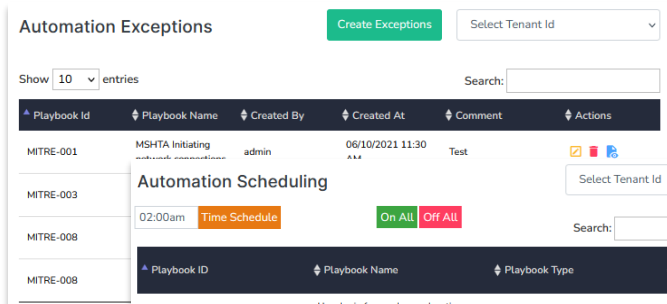 Automation Exceptions
Create Exceptions
Select Tenant Id
Show 10 entries
Search:
Playbook Id Playbook Name Created By Created At Comment Actions
MITRE-001 MSHTA Initiating admin 06/10/2021 11:30 Test
network connections AM
MITRE-003
MITRE-008
MITRE-008
Automation Scheduling
Select Tenant Id
02:00am Time Schedule On All Off All
Search:
Playbook ID Playbook Name Playbook Type